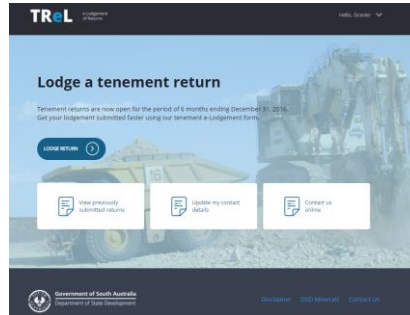 TReL e-Lodgement
of Returns
Hello, Gravier
Lodge a tenement return
Tenement returns are now open for the period of 6 months ending December 31, 2016.
Get your lodgement submitted faster using our tenement e-Lodgement form.
LODGE RETURN
16
View previously
submitted returns
Update my contact
details
Contact us
online
Government of South Australia
Department of State Development
Disclaimer DSD Minerals Contact Us